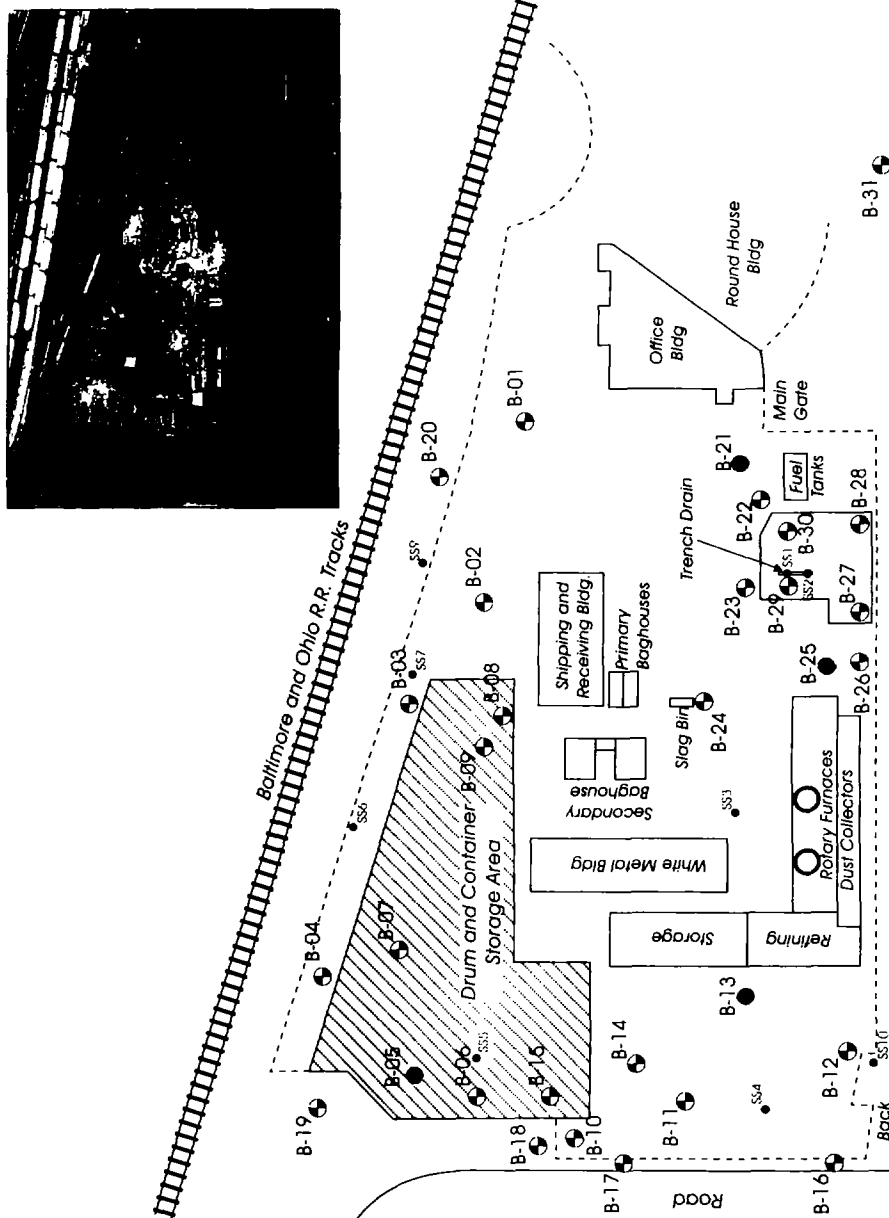 Baltimore and Ohio R.R. Tracks
B-20
B-01
B-31
SS9
B-02
B-03
SS7
B-08
B-09
SS6
B-04
B-07
Drum and Container
Storage Area
B-05
B-06
SS5
B-15
B-19
B-18
B-10
B-17
B-16
Road
Back
B-14
B-11
SS4
B-12
SS10
B-13
Storage
Refining
White Metal Bldg
Rotary Furnaces
Dust Collectors
SS3
Secondary
Baghouse
Slag Bin
B-24
Shipping and
Receiving Bldg.
Primary
Baghouses
B-25
B-26
B-27
B-28
B-23
B-29
SS2
SS1
B-30
Trench Drain
B-22
B-21
Fuel
Tanks
Main
Gate
Office
Bldg
Round House
Bldg